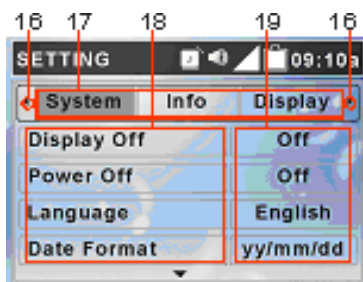 16 17 18 19 16
SETTING 09:10a
System Info Display
Display Off Off
Power Off Off
Language English
Date Format yy/mm/dd